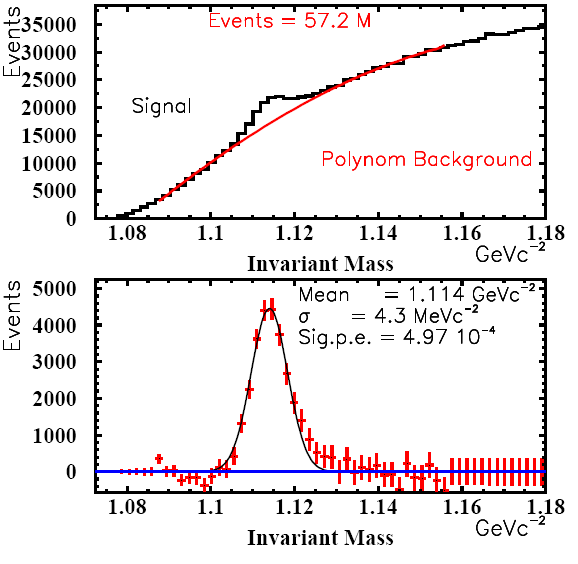 Events = 57.2 M
Events
35000
30000
25000
20000
15000
10000
5000
0
Signal
Polynom Background
1.08 1.1 1.12 1.14 1.16 1.18
Invariant Mass
GeVc⁻²
Events
5000
4000
3000
2000
1000
0
Mean = 1.114 GeVc⁻²
σ = 4.3 MeVc⁻²
Sig.p.e. = 4.97 10⁻⁴
1.08 1.1 1.12 1.14 1.16 1.18
Invariant Mass
GeVc⁻²